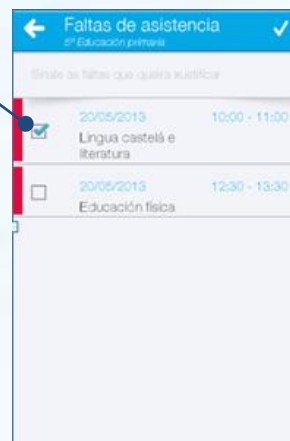 Faltas de asistencia
5º Educación primaria
Sinale as faltas que queira xustificar
20/05/2013 10:00 - 11:00
Lingua castelá e
literatura
20/05/2013 12:30 - 13:30
Educación física